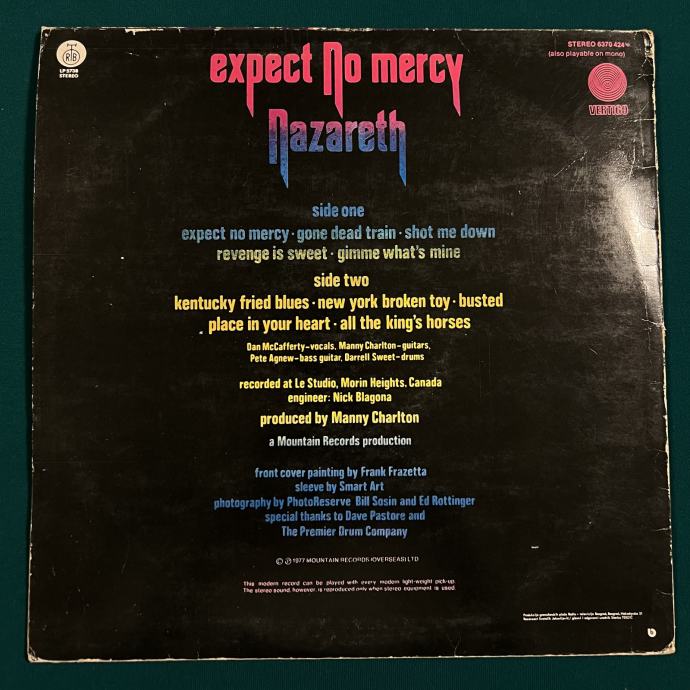 RTB
LP 5738
STEREO
STEREO 6370 424
(also playable on mono)
VERTIGO
expect no mercy
nazareth
side one
expect no mercy · gone dead train · shot me down
revenge is sweet · gimme what's mine
side two
kentucky fried blues · new york broken toy · busted
place in your heart · all the king's horses
Dan McCafferty–vocals, Manny Charlton–guitars,
Pete Agnew–bass guitar, Darrell Sweet–drums
recorded at Le Studio, Morin Heights, Canada
engineer: Nick Blagona
produced by Manny Charlton
a Mountain Records production
front cover painting by Frank Frazetta
sleeve by Smart Art
photography by PhotoReserve Bill Sosin and Ed Rottinger
special thanks to Dave Pastore and
The Premier Drum Company
© ℗ 1977 MOUNTAIN RECORDS (OVERSEAS) LTD
This modern record can be played with every modern light-weight pick-up.
The stereo sound, however, is reproduced only when stereo equipment is used.
Produkcija gramofonskih ploča Radio – televizije Beograd, Beograd,
b